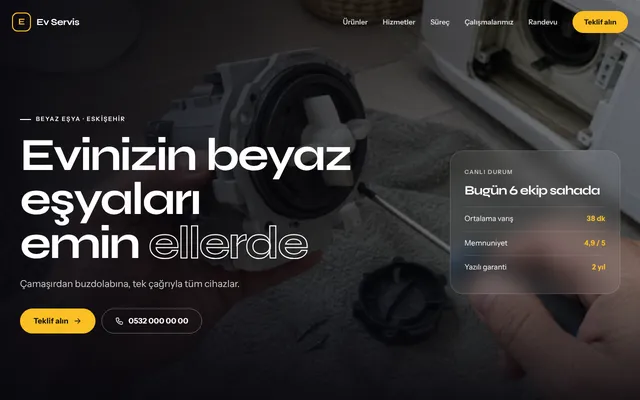 E
Ev Servis
Ürünler
Hizmetler
Süreç
Çalışmalarımız
Randevu
Teklif alın
BEYAZ EŞYA · ESKİŞEHİR
Evinizin beyaz
eşyaları
emin ellerde
Çamaşırdan buzdolabına, tek çağrıyla tüm cihazlar.
Teklif alın →
0532 000 00 00
CANLI DURUM
Bugün 6 ekip sahada
Ortalama varış 38 dk
Memnuniyet 4,9 / 5
Yazılı garanti 2 yıl